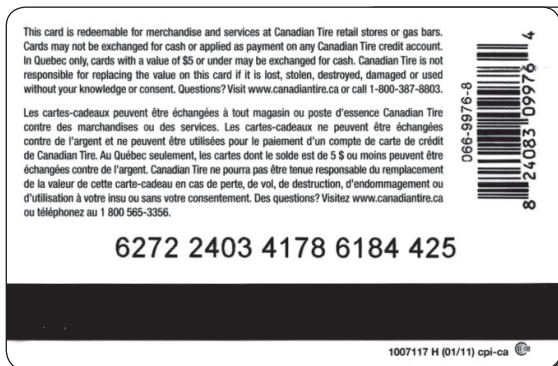 This card is redeemable for merchandise and services at Canadian Tire retail stores or gas bars.
Cards may not be exchanged for cash or applied as payment on any Canadian Tire credit account.
In Quebec only, cards with a value of $5 or under may be exchanged for cash. Canadian Tire is not
responsible for replacing the value on this card if it is lost, stolen, destroyed, damaged or used
without your knowledge or consent. Questions? Visit www.canadiantire.ca or call 1-800-387-8803.
Les cartes-cadeaux peuvent être échangées à tout magasin ou poste d'essence Canadian Tire
contre des marchandises ou des services. Les cartes-cadeaux ne peuvent être échangées
contre de l'argent et ne peuvent être utilisées pour le paiement d'un compte de carte de crédit
de Canadian Tire. Au Québec seulement, les cartes dont le solde est de 5 $ ou moins peuvent être
échangées contre de l'argent. Canadian Tire ne pourra pas être tenue responsable du remplacement
de la valeur de cette carte-cadeau en cas de perte, de vol, de destruction, d'endommagement ou
d'utilisation à votre insu ou sans votre consentement. Des questions? Visitez www.canadiantire.ca
ou téléphonez au 1 800 565-3356.
066-9976-8
8 24083 09976 4
6272 2403 4178 6184 425
1007117 H (01/11) cpi-ca